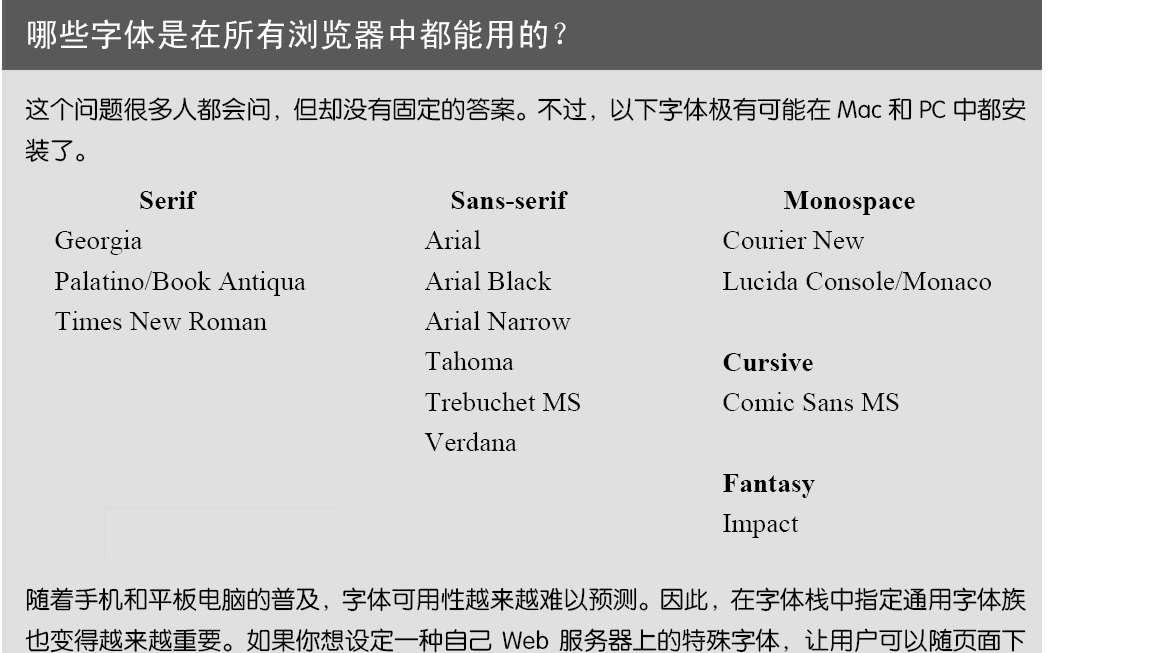 哪些字体是在所有浏览器中都能用的？
这个问题很多人都会问，但却没有固定的答案。不过，以下字体极有可能在 Mac 和 PC 中都安
装了。
Serif Sans-serif Monospace
Georgia Arial Courier New
Palatino/Book Antiqua Arial Black Lucida Console/Monaco
Times New Roman Arial Narrow
Tahoma Cursive
Trebuchet MS Comic Sans MS
Verdana
Fantasy
Impact
随着手机和平板电脑的普及，字体可用性越来越难以预测。因此，在字体栈中指定通用字体族
也变得越来越重要。如果你想设定一种自己 Web 服务器上的特殊字体，让用户可以随页面下